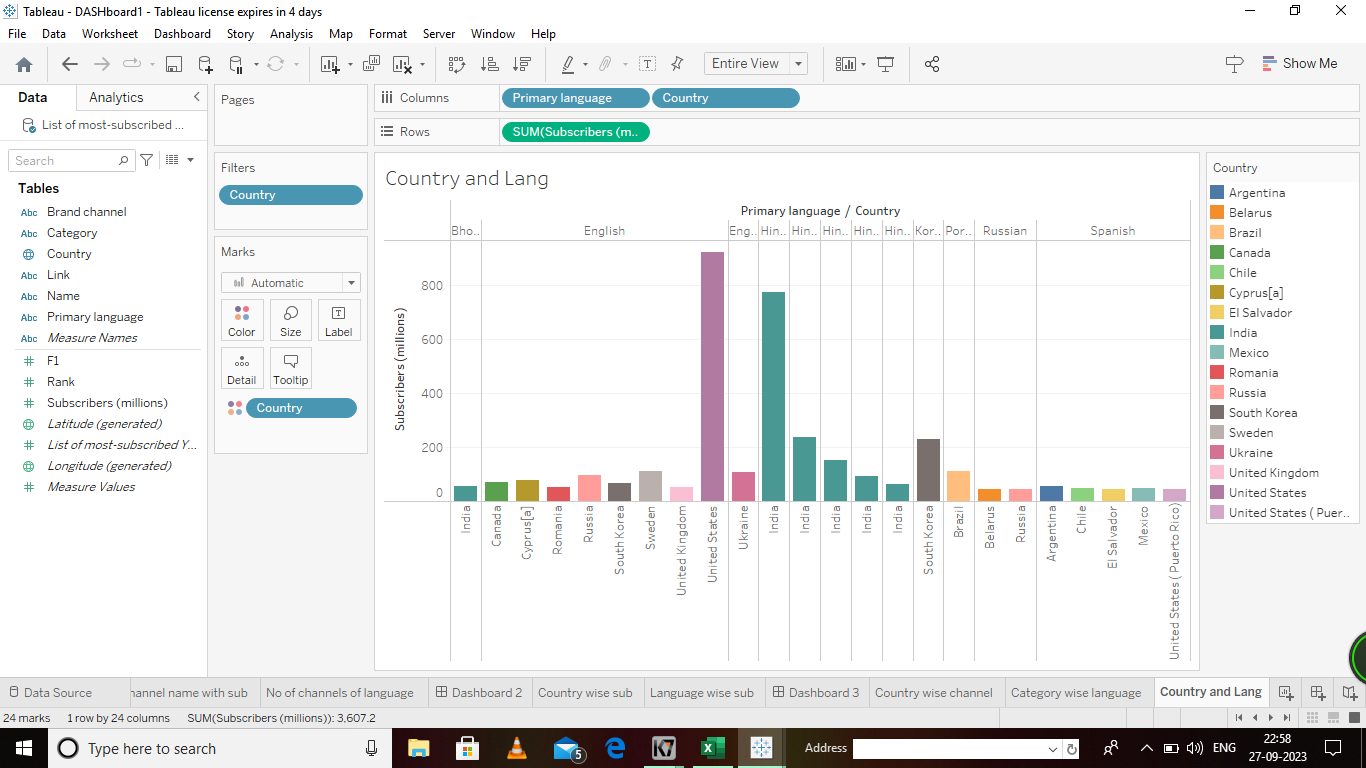 Tableau - DASHboard1 - Tableau license expires in 4 days
File Data Worksheet Dashboard Story Analysis Map Format Server Window Help
Entire View
Show Me
Data Analytics
List of most-subscribed ...
Search
Tables
Abc Brand channel
Abc Category
Country
Abc Link
Abc Name
Abc Primary language
Abc Measure Names
F1
Rank
Subscribers (millions)
Latitude (generated)
List of most-subscribed Y...
Longitude (generated)
Measure Values
Pages
Filters
Country
Marks
Automatic
Color Size Label
Detail Tooltip
Country
Columns Primary language Country
Rows SUM(Subscribers (m..
Country and Lang
Primary language / Country
Bho.. English Eng.. Hin.. Hin.. Hin.. Hin.. Hin.. Kor.. Por.. Russian Spanish
Subscribers (millions)
800
600
400
200
0
India
Canada
Cyprus[a]
Romania
Russia
South Korea
Sweden
United Kingdom
United States
Ukraine
India
India
India
India
India
South Korea
Brazil
Belarus
Russia
Argentina
Chile
El Salvador
Mexico
United States ( Puerto Rico)
Country
Argentina
Belarus
Brazil
Canada
Chile
Cyprus[a]
El Salvador
India
Mexico
Romania
Russia
South Korea
Sweden
Ukraine
United Kingdom
United States
United States ( Puer..
Data Source hannel name with sub No of channels of language Dashboard 2 Country wise sub Language wise sub Dashboard 3 Country wise channel Category wise language Country and Lang
24 marks 1 row by 24 columns SUM(Subscribers (millions)): 3,607.2
Type here to search 5 Address ENG 22:58
27-09-2023